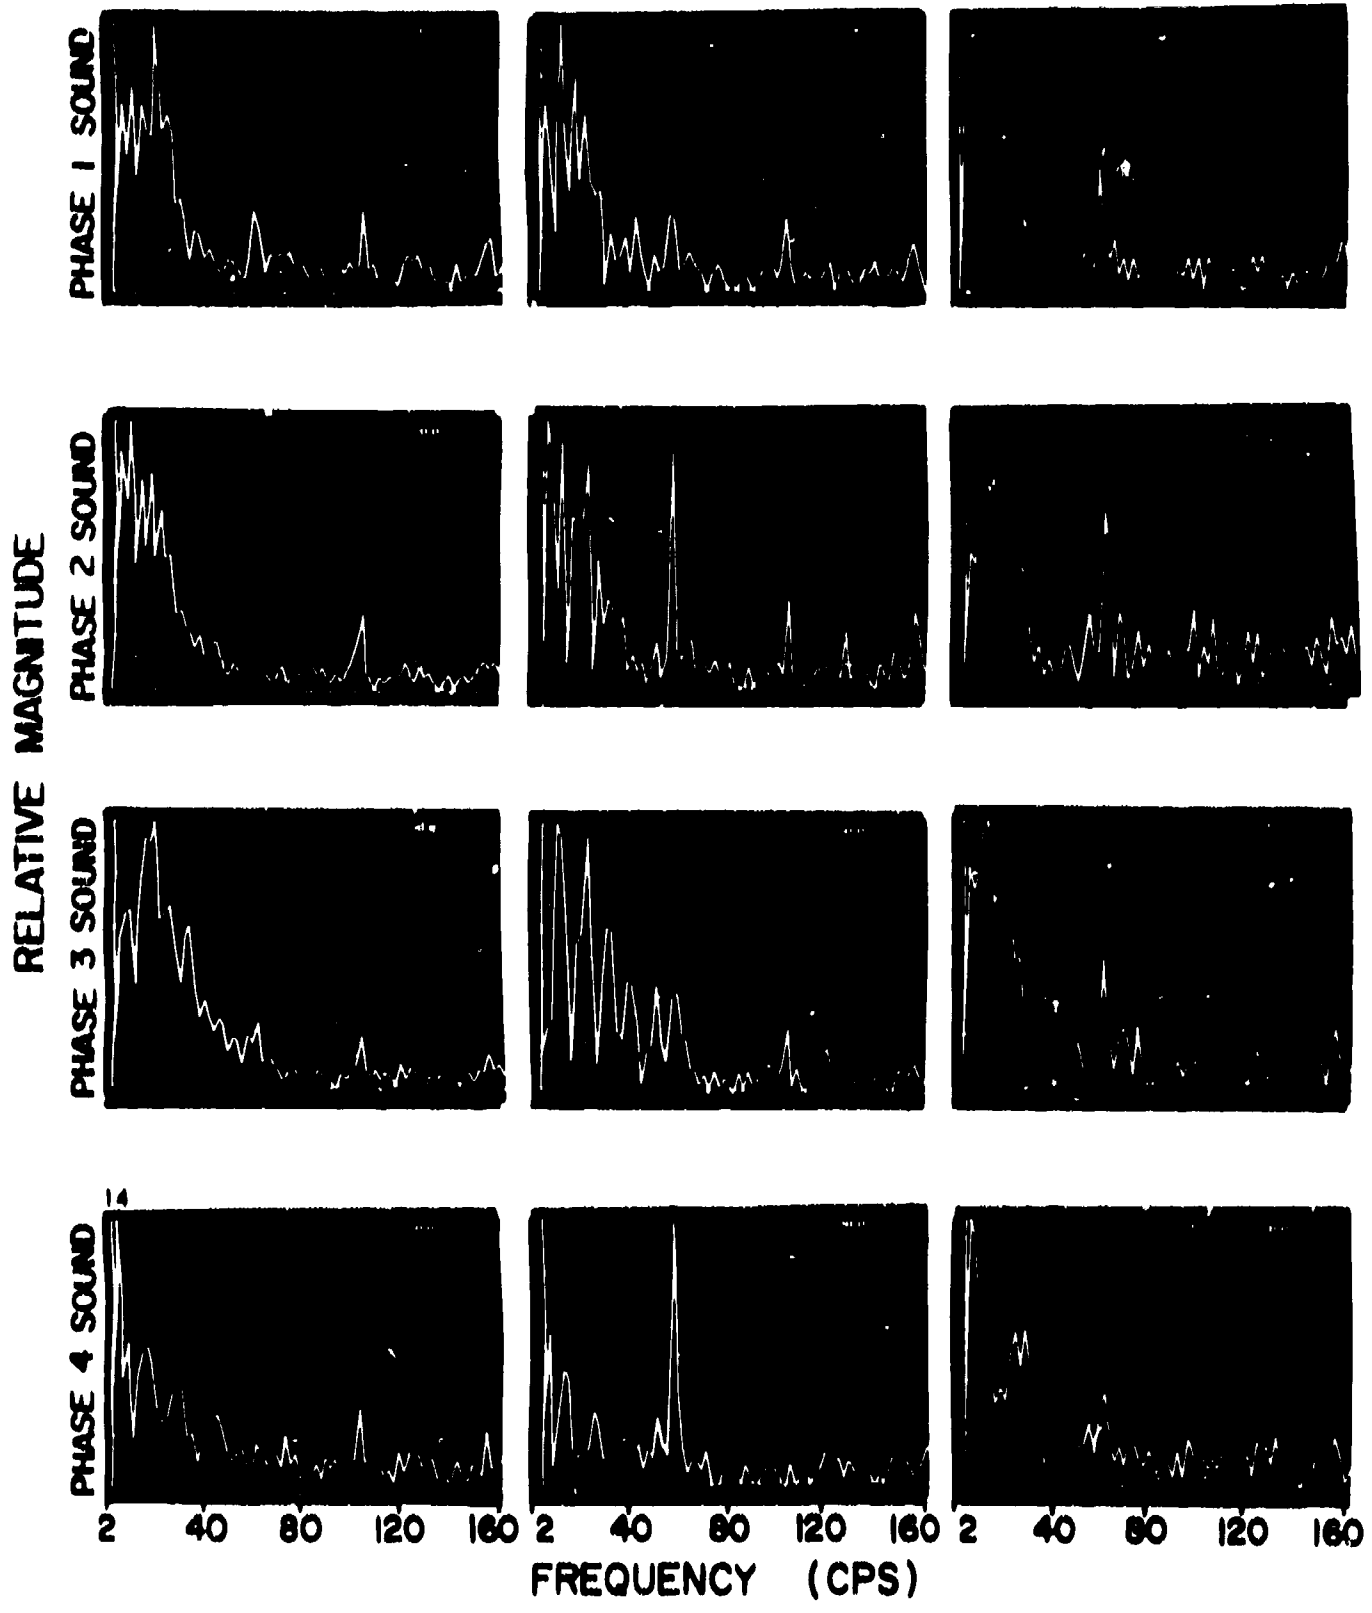 RELATIVE MAGNITUDE
PHASE 1 SOUND
PHASE 2 SOUND
PHASE 3 SOUND
14
PHASE 4 SOUND
2 40 80 120 160 2 40 80 120 160 2 40 80 120 160
FREQUENCY (CPS)